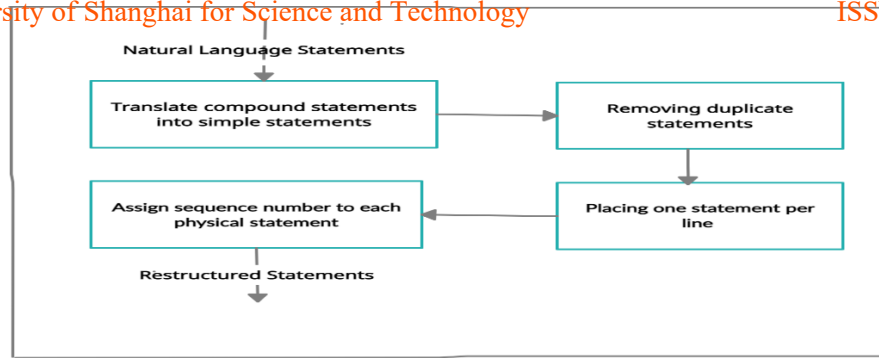 rsity of Shanghai for Science and Technology
ISS
Natural Language Statements
Translate compound statements
into simple statements
Removing duplicate
statements
Assign sequence number to each
physical statement
Placing one statement per
line
Restructured Statements